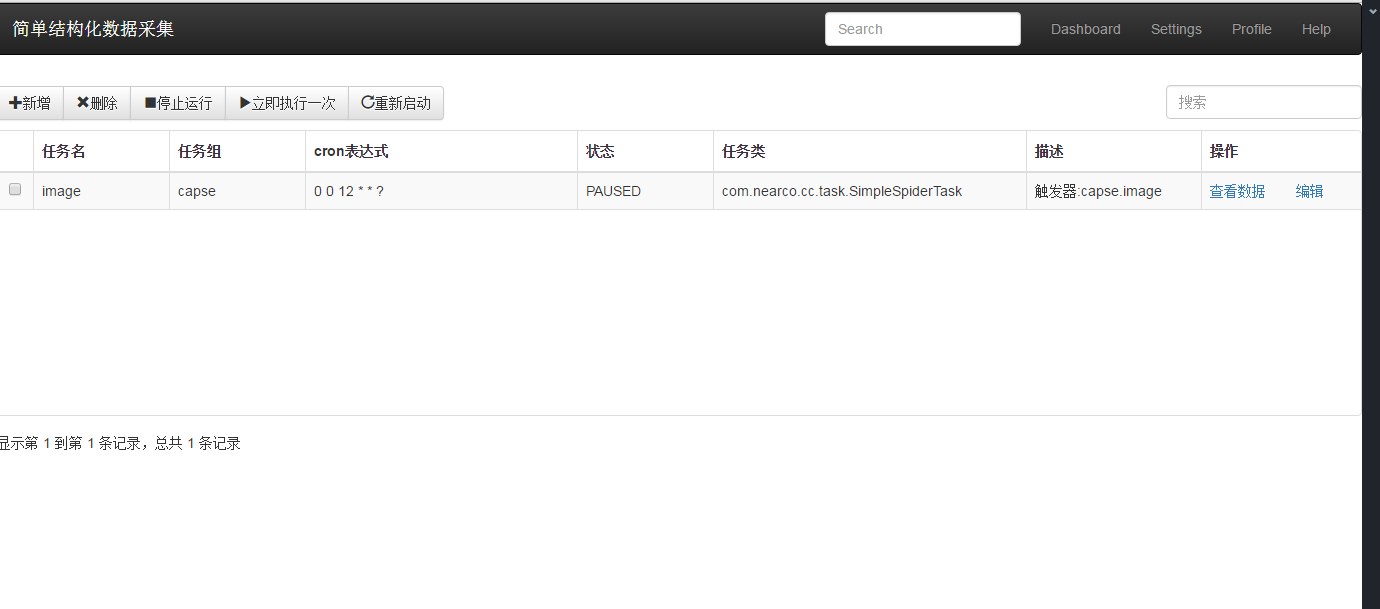 简单结构化数据采集 Search Dashboard Settings Profile Help
新增 删除 停止运行 立即执行一次 重新启动 搜索
任务名 任务组 cron表达式 状态 任务类 描述 操作
image capse 0 0 12 * * ? PAUSED com.nearco.cc.task.SimpleSpiderTask 触发器:capse.image 查看数据 编辑
显示第 1 到第 1 条记录，总共 1 条记录